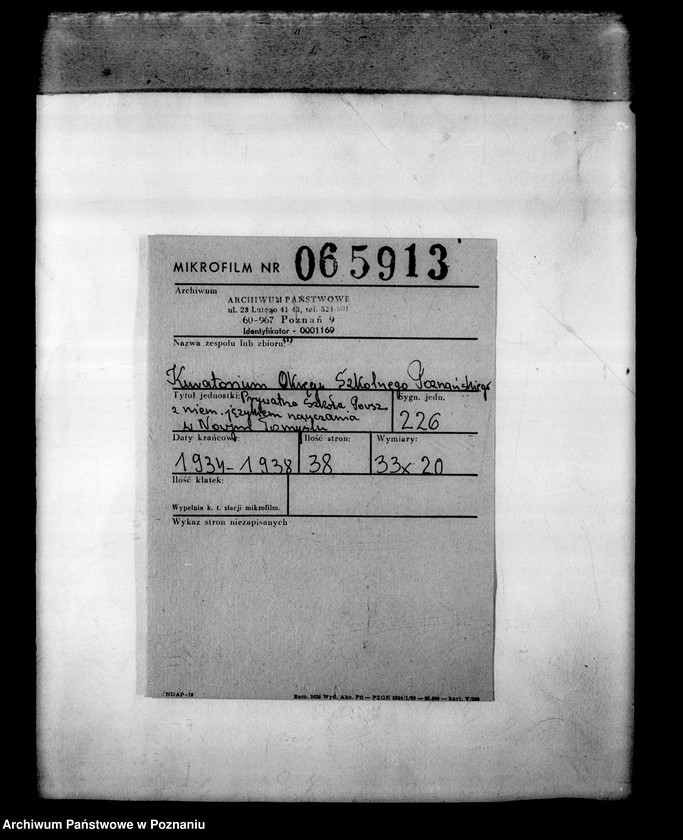 MIKROFILM NR 065913
Archiwum
ARCHIWUM PAŃSTWOWE
ul. 23 Lutego 41/43, tel. 524-601
60-967 Poznań 9
Identyfikator - 0001169
Nazwa zespołu lub zbioru:
Kuratorium Okręgu Szkolnego Poznańskiego
Tytuł jednostki: Prywatna Szkoła Powsz.
z niem. językiem nauczania
w Nowym Tomyślu
Sygn. jedn.
226
Daty krańcowe:
1934-1938
Ilość stron:
38
Wymiary:
33x20
Ilość klatek:
Wypełnia k. t. stacji mikrofilm.
Wykaz stron niezapisanych
NDAP-18
Archiwum Państwowe w Poznaniu